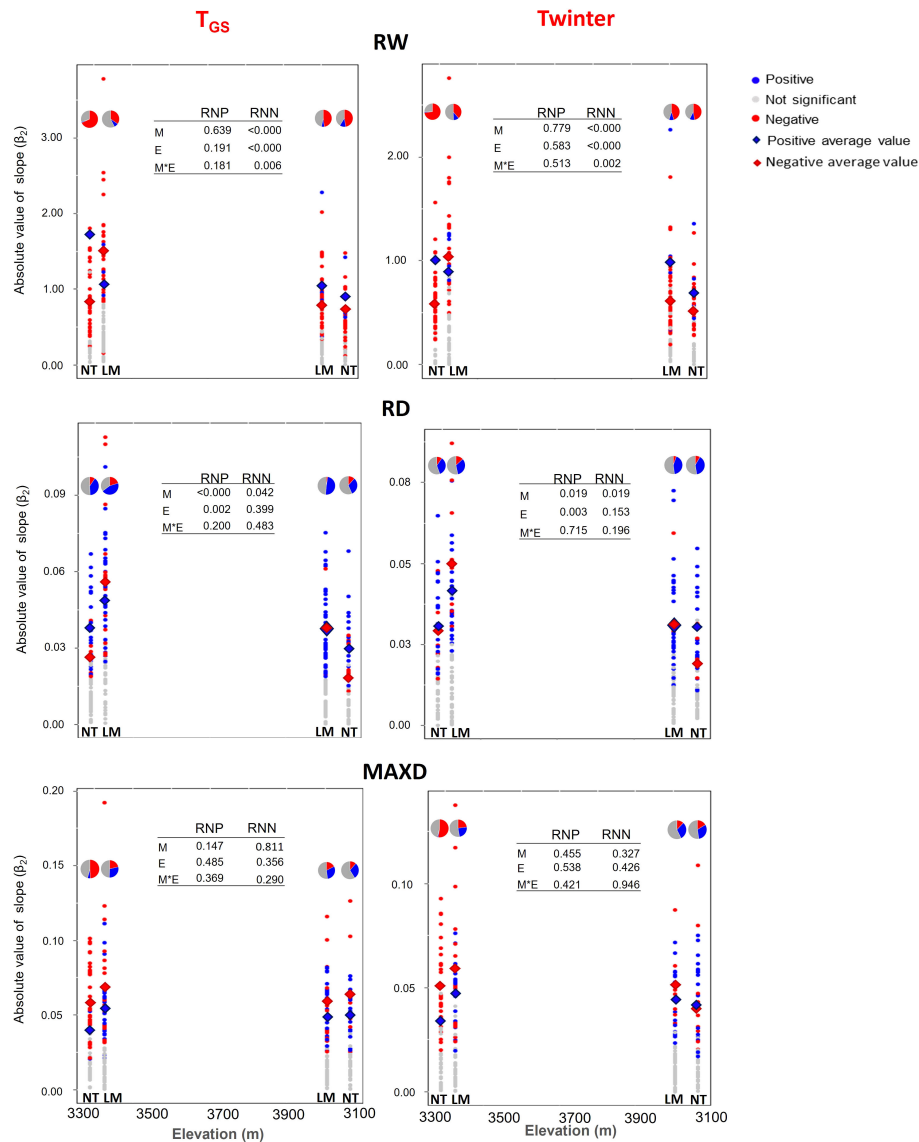 T_GS
Twinter
RW
Absolute value of slope (β₂)
3.00
2.00
1.00
0.00
RNP RNN
M 0.639 <0.000
E 0.191 <0.000
M*E 0.181 0.006
NT LM LM NT
2.00
1.00
0.00
RNP RNN
M 0.779 <0.000
E 0.583 <0.000
M*E 0.513 0.002
NT LM LM NT
Positive
Not significant
Negative
Positive average value
Negative average value
RD
Absolute value of slope (β₂)
0.09
0.06
0.03
0.00
RNP RNN
M <0.000 0.042
E 0.002 0.399
M*E 0.200 0.483
NT LM LM NT
0.08
0.05
0.03
0.00
RNP RNN
M 0.019 0.019
E 0.003 0.153
M*E 0.715 0.196
NT LM LM NT
MAXD
Absolute value of slope (β₂)
0.20
0.15
0.10
0.05
0.00
RNP RNN
M 0.147 0.811
E 0.485 0.356
M*E 0.369 0.290
NT LM LM NT
3300 3500 3700 3900 3100
Elevation (m)
0.10
0.05
0.00
RNP RNN
M 0.455 0.327
E 0.538 0.426
M*E 0.421 0.946
NT LM LM NT
3300 3500 3700 3900 3100
Elevation (m)